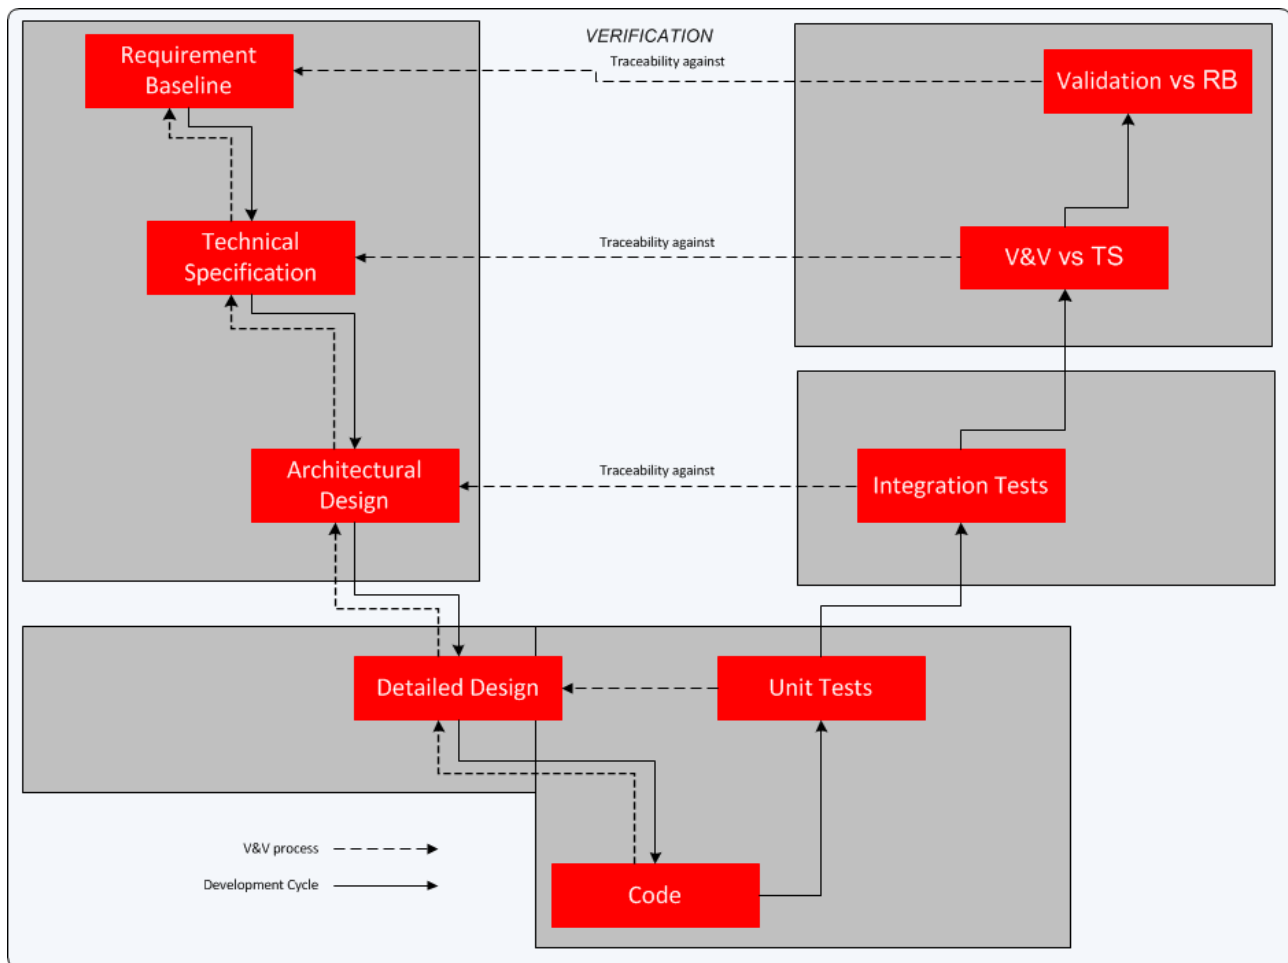 VERIFICATION
Requirement
Baseline
Traceability against
Validation vs RB
Technical
Specification
Traceability against
V&V vs TS
Architectural
Design
Traceability against
Integration Tests
Detailed Design
Unit Tests
V&V process
Development Cycle
Code